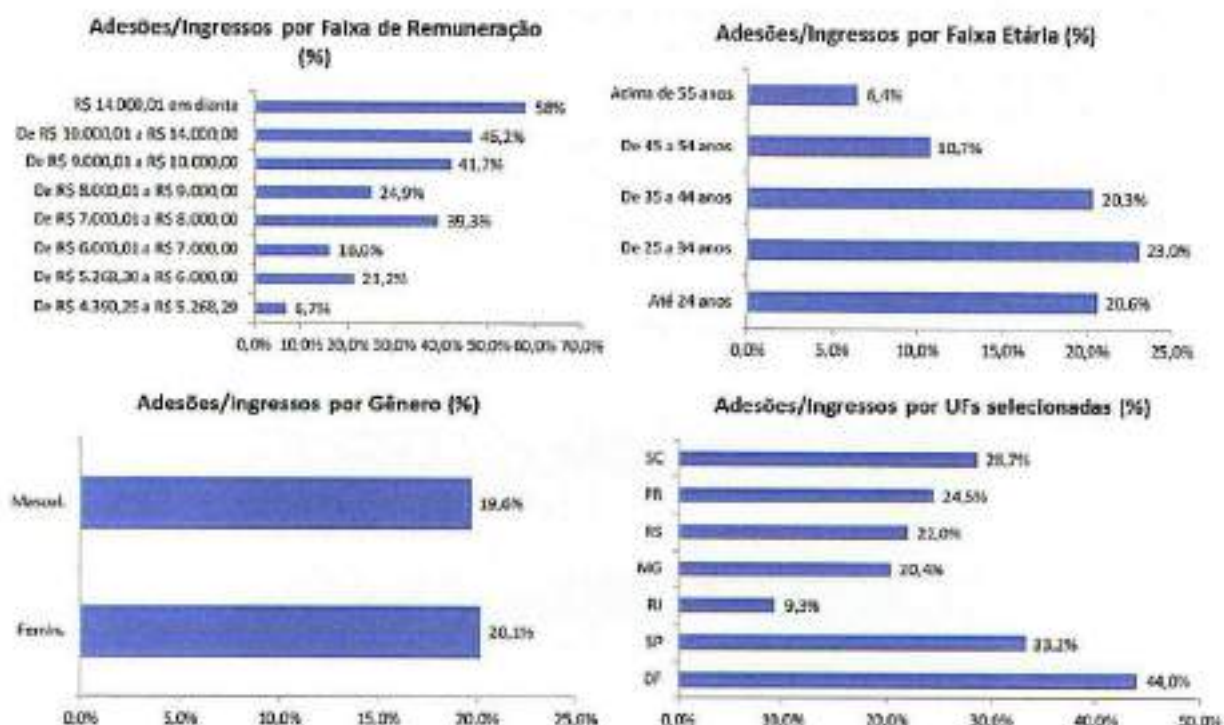 Adesões/Ingressos por Faixa de Remuneração
(%)
R$ 14.000,01 em diante
58%
De R$ 10.000,01 a R$ 14.000,00
De R$ 9.000,01 a R$ 10.000,00
41,7%
De R$ 8.000,01 a R$ 9.000,00
24,9%
De R$ 7.000,01 a R$ 8.000,00
39,3%
De R$ 6.000,01 a R$ 7.000,00
De R$ 5.268,30 a R$ 6.000,00
21,2%
De R$ 4.390,25 a R$ 5.268,29
6,7%
0,0% 10,0% 20,0% 30,0% 40,0% 50,0% 60,0% 70,0%
Adesões/Ingressos por Faixa Etária (%)
Acima de 55 anos
6,4%
De 45 a 54 anos
10,7%
De 35 a 44 anos
20,3%
De 25 a 34 anos
23,0%
Até 24 anos
20,6%
0,0% 5,0% 10,0% 15,0% 20,0% 25,0%
Adesões/Ingressos por Gênero (%)
Mascul.
19,6%
Femin.
20,1%
0,0% 5,0% 10,0% 15,0% 20,0% 25,0%
Adesões/Ingressos por UFs selecionadas (%)
SC
28,7%
PR
24,5%
RS
22,0%
MG
20,4%
RJ
9,3%
SP
33,2%
DF
44,0%
0,0% 10,0% 20,0% 30,0% 40,0% 50,0%